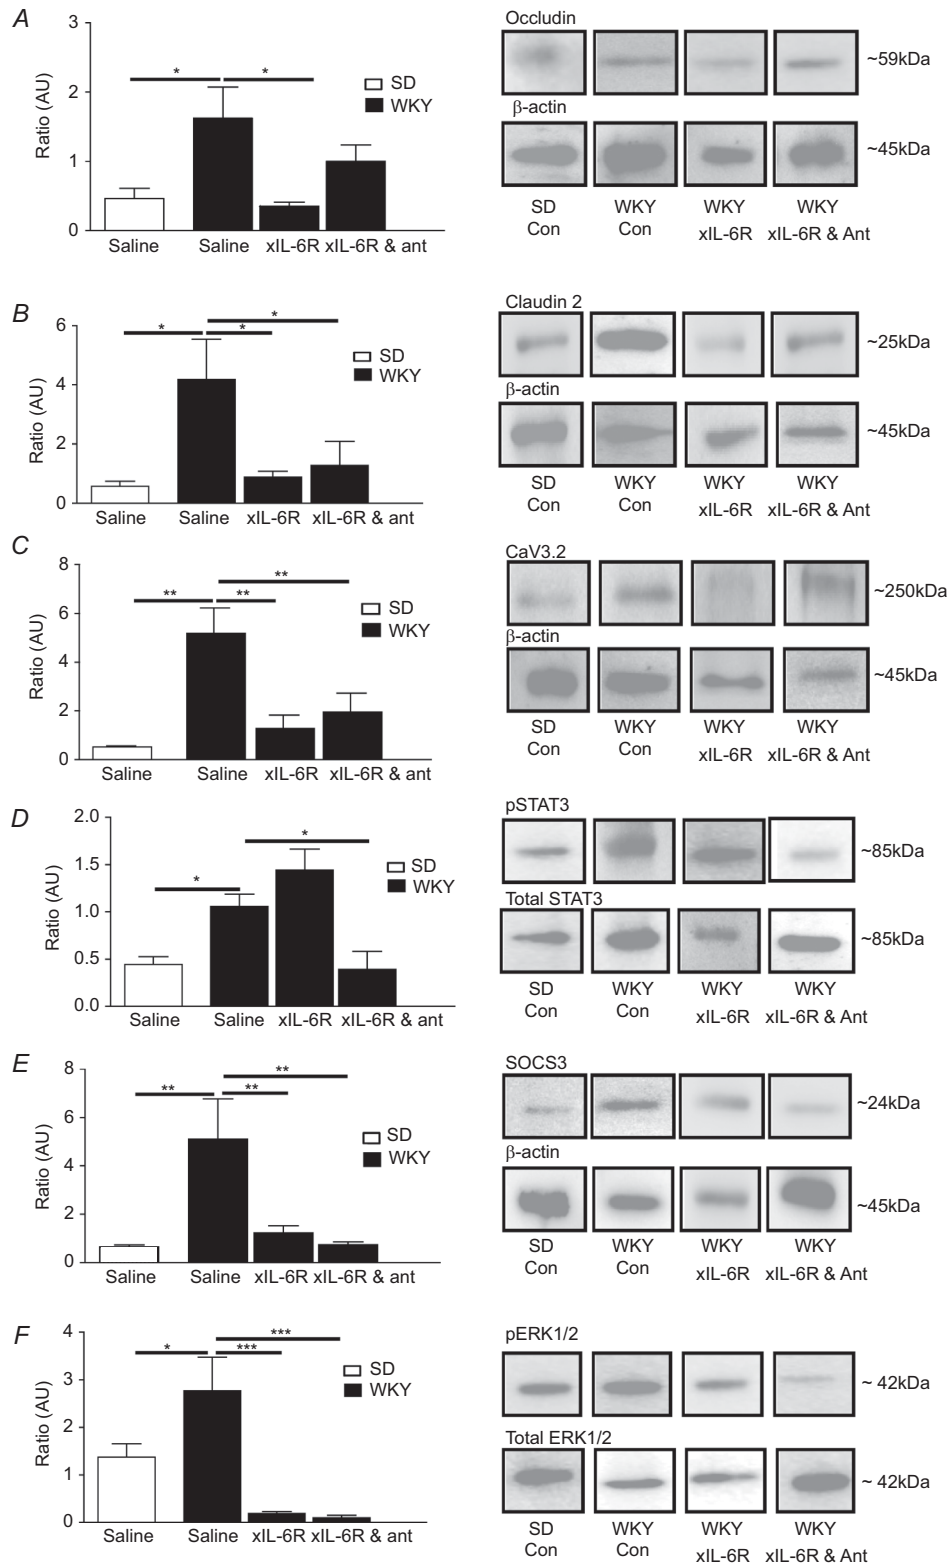 A
3
2
1
0
Ratio (AU)
*
*
SD
WKY
Saline Saline xIL-6R xIL-6R & ant
Occludin
~59kDa
β-actin
~45kDa
SD WKY WKY WKY
Con Con xIL-6R xIL-6R & Ant
B
6
4
2
0
Ratio (AU)
*
*
*
SD
WKY
Saline Saline xIL-6R xIL-6R & ant
Claudin 2
~25kDa
β-actin
~45kDa
SD WKY WKY WKY
Con Con xIL-6R xIL-6R & Ant
C
8
6
4
2
0
Ratio (AU)
**
**
**
SD
WKY
Saline Saline xIL-6R xIL-6R & ant
CaV3.2
~250kDa
β-actin
~45kDa
SD WKY WKY WKY
Con Con xIL-6R xIL-6R & Ant
D
2.0
1.5
1.0
0.5
0.0
Ratio (AU)
*
*
SD
WKY
Saline Saline xIL-6R xIL-6R & ant
pSTAT3
~85kDa
Total STAT3
~85kDa
SD WKY WKY WKY
Con Con xIL-6R xIL-6R & Ant
E
8
6
4
2
0
Ratio (AU)
**
**
**
SD
WKY
Saline Saline xIL-6R xIL-6R & ant
SOCS3
~24kDa
β-actin
~45kDa
SD WKY WKY WKY
Con Con xIL-6R xIL-6R & Ant
F
4
3
2
1
0
Ratio (AU)
***
* ***
SD
WKY
Saline Saline xIL-6R xIL-6R & ant
pERK1/2
~ 42kDa
Total ERK1/2
~ 42kDa
SD WKY WKY WKY
Con Con xIL-6R xIL-6R & Ant